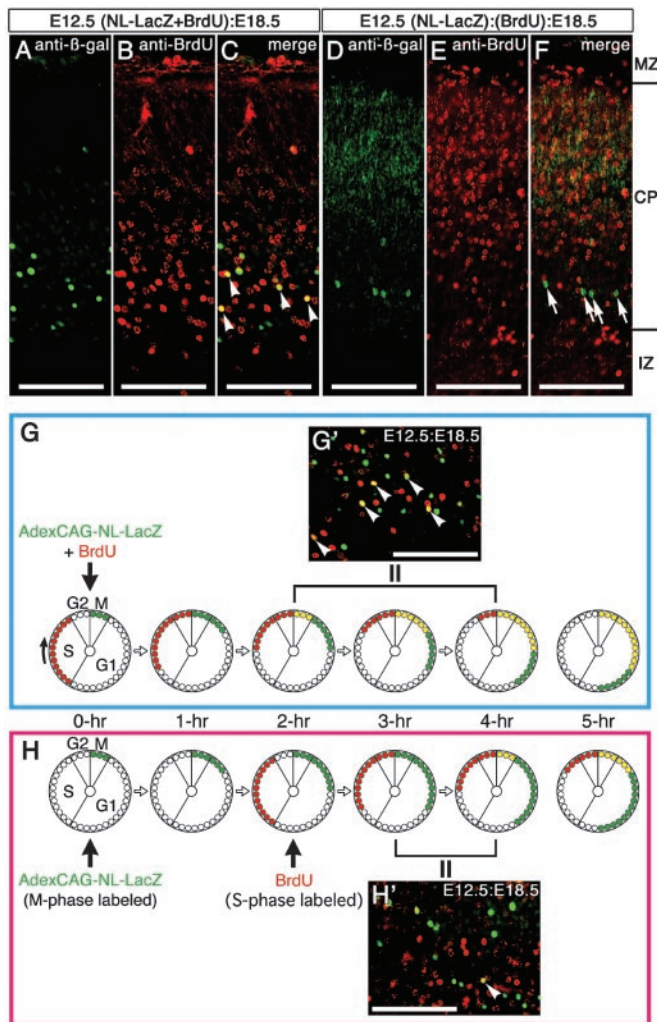 E12.5 (NL-LacZ+BrdU):E18.5
E12.5 (NL-LacZ):(BrdU):E18.5
A anti-ß-gal
B anti-BrdU
C merge
D anti-ß-gal
E anti-BrdU
F merge
MZ
CP
IZ
G
G' E12.5:E18.5
AdexCAG-NL-LacZ
+ BrdU
G2 M
S
G1
0-hr 1-hr 2-hr 3-hr 4-hr 5-hr
H
G2 M
S
G1
AdexCAG-NL-LacZ
(M-phase labeled)
BrdU
(S-phase labeled)
H' E12.5:E18.5